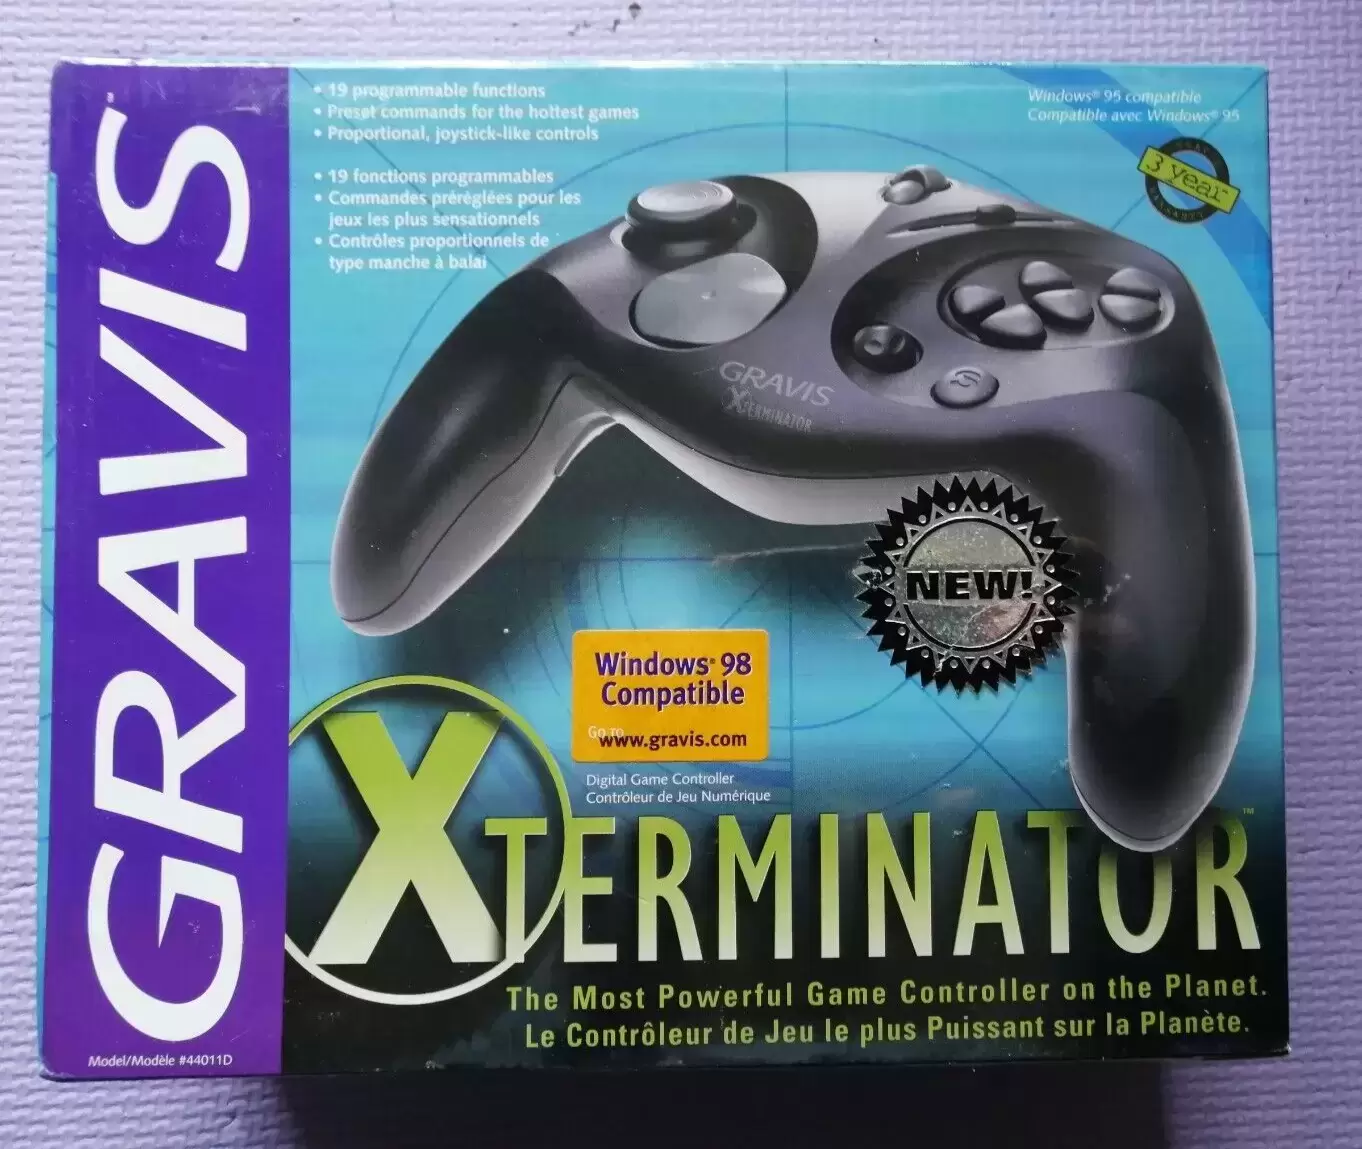 GRAVIS
• 19 programmable functions
• Preset commands for the hottest games
• Proportional, joystick-like controls
• 19 fonctions programmables
• Commandes préréglées pour les
jeux les plus sensationnels
• Contrôles proportionnels de
type manche à balai
Windows® 95 compatible
Compatible avec Windows® 95
3 year
GRAVIS
XTERMINATOR
NEW!
Windows® 98
Compatible
Go to
www.gravis.com
Digital Game Controller
Contrôleur de Jeu Numérique
XTERMINATOR™
The Most Powerful Game Controller on the Planet.
Le Contrôleur de Jeu le plus Puissant sur la Planète.
Model/Modèle #44011D